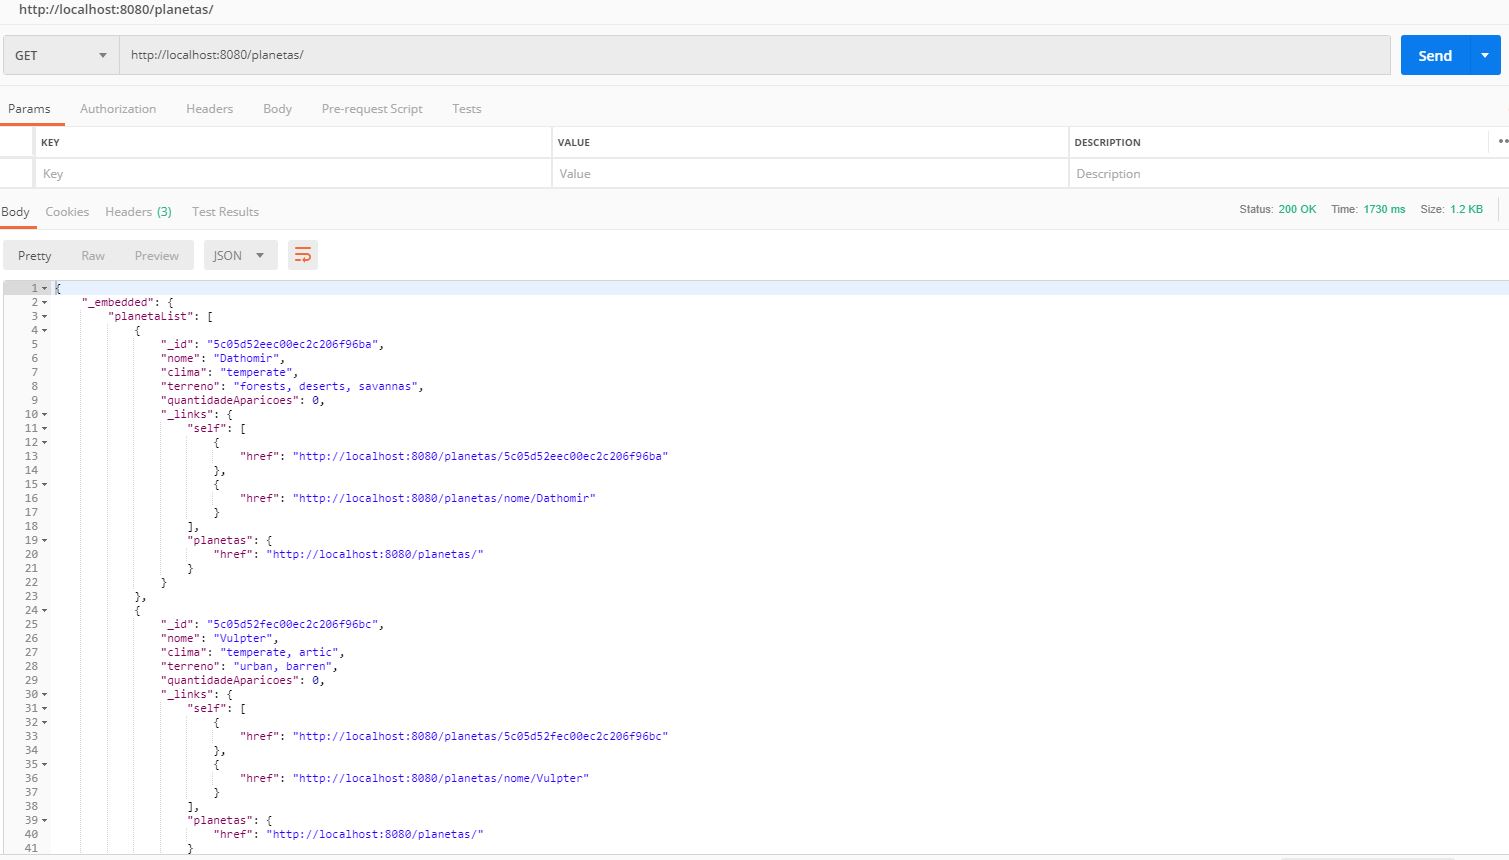 http://localhost:8080/planetas/
GET http://localhost:8080/planetas/ Send
Params Authorization Headers Body Pre-request Script Tests
KEY VALUE DESCRIPTION
Key Value Description
Body Cookies Headers (3) Test Results Status: 200 OK Time: 1730 ms Size: 1.2 KB
Pretty Raw Preview JSON
1 {
2 "_embedded": {
3 "planetaList": [
4 {
5 "_id": "5c05d52eec00ec2c206f96ba",
6 "nome": "Dathomir",
7 "clima": "temperate",
8 "terreno": "forests, deserts, savannas",
9 "quantidadeAparicoes": 0,
10 "_links": {
11 "self": [
12 {
13 "href": "http://localhost:8080/planetas/5c05d52eec00ec2c206f96ba"
14 },
15 {
16 "href": "http://localhost:8080/planetas/nome/Dathomir"
17 }
18 ],
19 "planetas": {
20 "href": "http://localhost:8080/planetas/"
21 }
22 }
23 },
24 {
25 "_id": "5c05d52fec00ec2c206f96bc",
26 "nome": "Vulpter",
27 "clima": "temperate, artic",
28 "terreno": "urban, barren",
29 "quantidadeAparicoes": 0,
30 "_links": {
31 "self": [
32 {
33 "href": "http://localhost:8080/planetas/5c05d52fec00ec2c206f96bc"
34 },
35 {
36 "href": "http://localhost:8080/planetas/nome/Vulpter"
37 }
38 ],
39 "planetas": {
40 "href": "http://localhost:8080/planetas/"
41 }